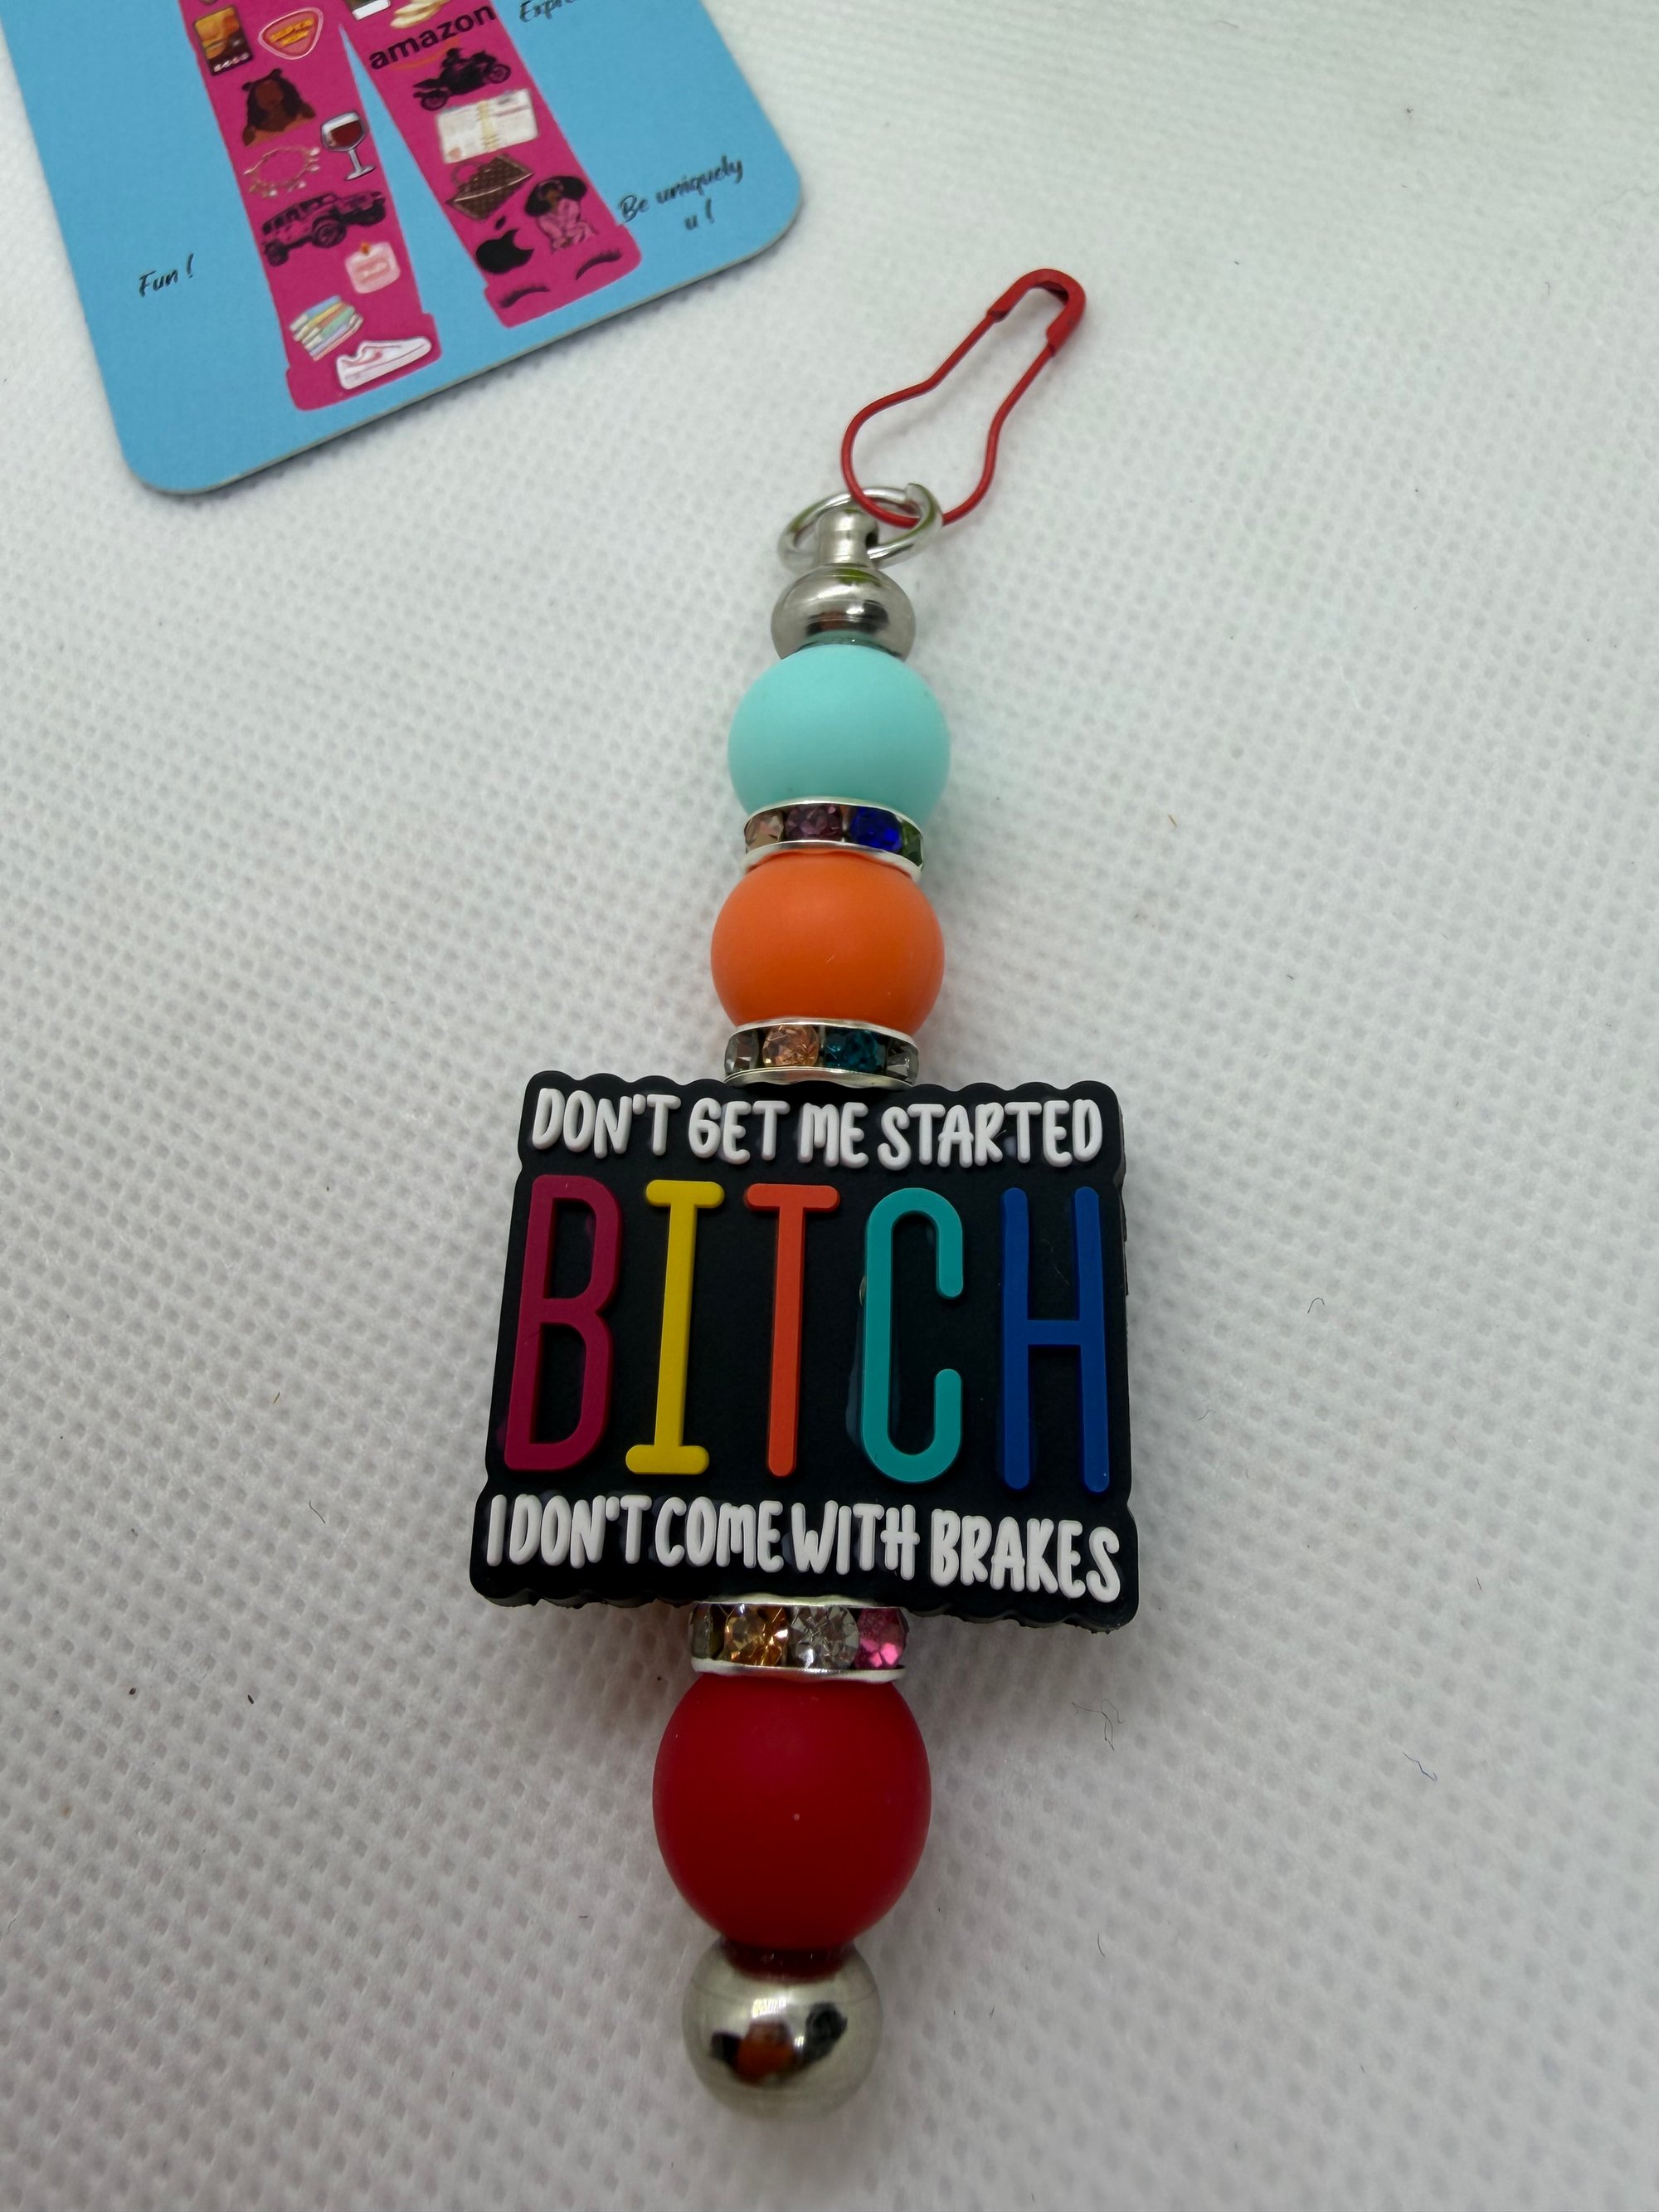 amazon
Be uniquely
u!
Fun!
DON'T GET ME STARTED
BITCH
I DON'T COME WITH BRAKES